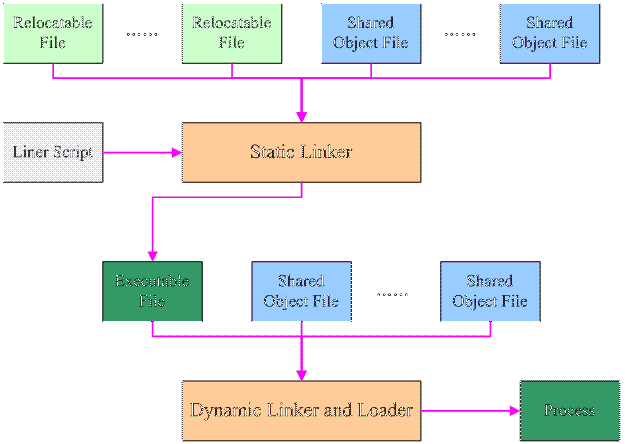 Relocatable
File
......
Relocatable
File
Shared
Object File
......
Shared
Object File
Liner Script
Static Linker
Executable
File
Shared
Object File
......
Shared
Object File
Dynamic Linker and Loader
Process